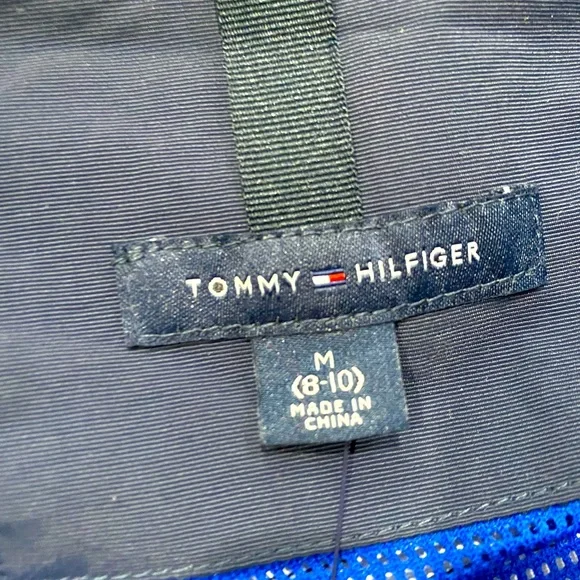 TOMMY HILFIGER
M
(8-10)
MADE IN
CHINA